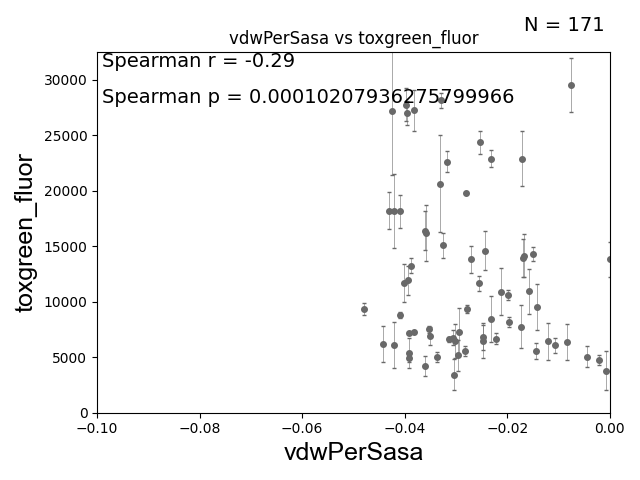 N = 171
vdwPerSasa vs toxgreen_fluor
Spearman r = -0.29
Spearman p = 0.00010207936275799966
toxgreen_fluor
30000
25000
20000
15000
10000
5000
0
−0.10
−0.08
−0.06
−0.04
−0.02
0.00
vdwPerSasa